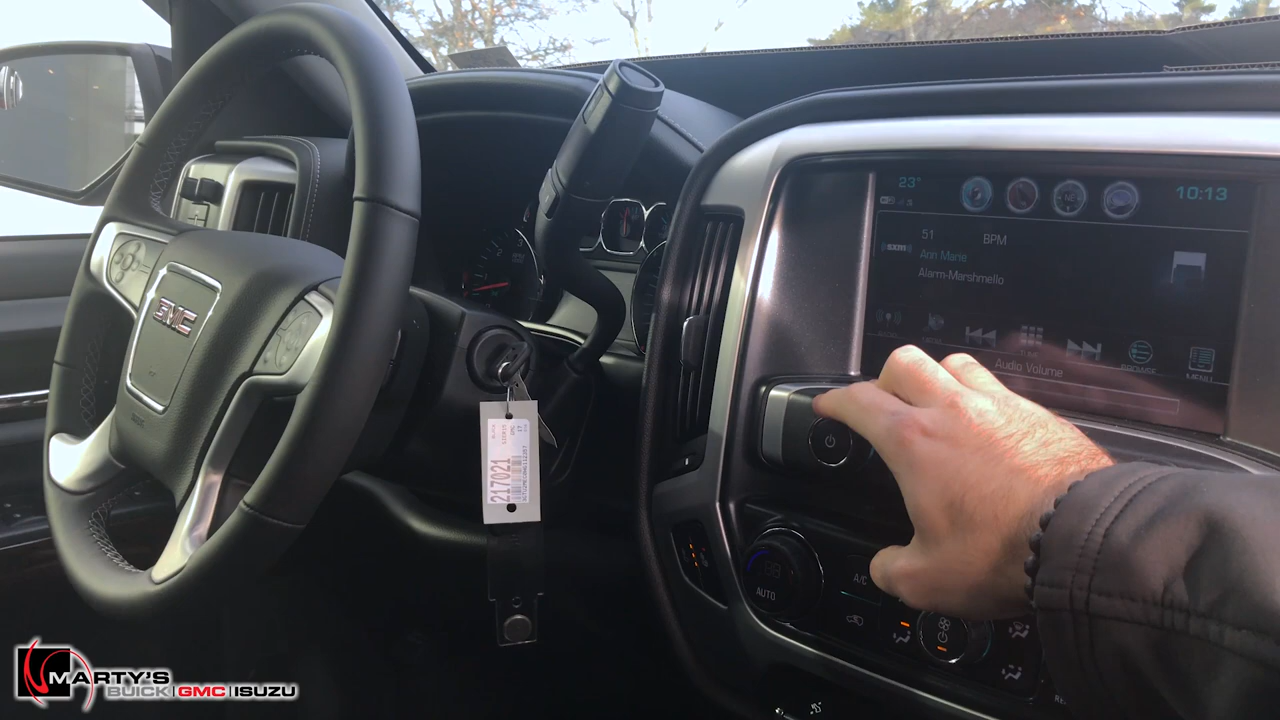 23°
10:13
51 BPM
sxm
Ann Marie
Alarm-Marshmello
Audio Volume
BROWSE
MENU
GMC
217021
AUTO
A/C
MARTY'S
BUICK | GMC | ISUZU